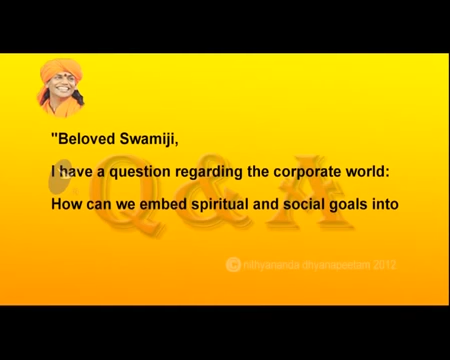 "Beloved Swamiji,
I have a question regarding the corporate world:
How can we embed spiritual and social goals into
Q & A
nithyananda dhyanapeetam 2012